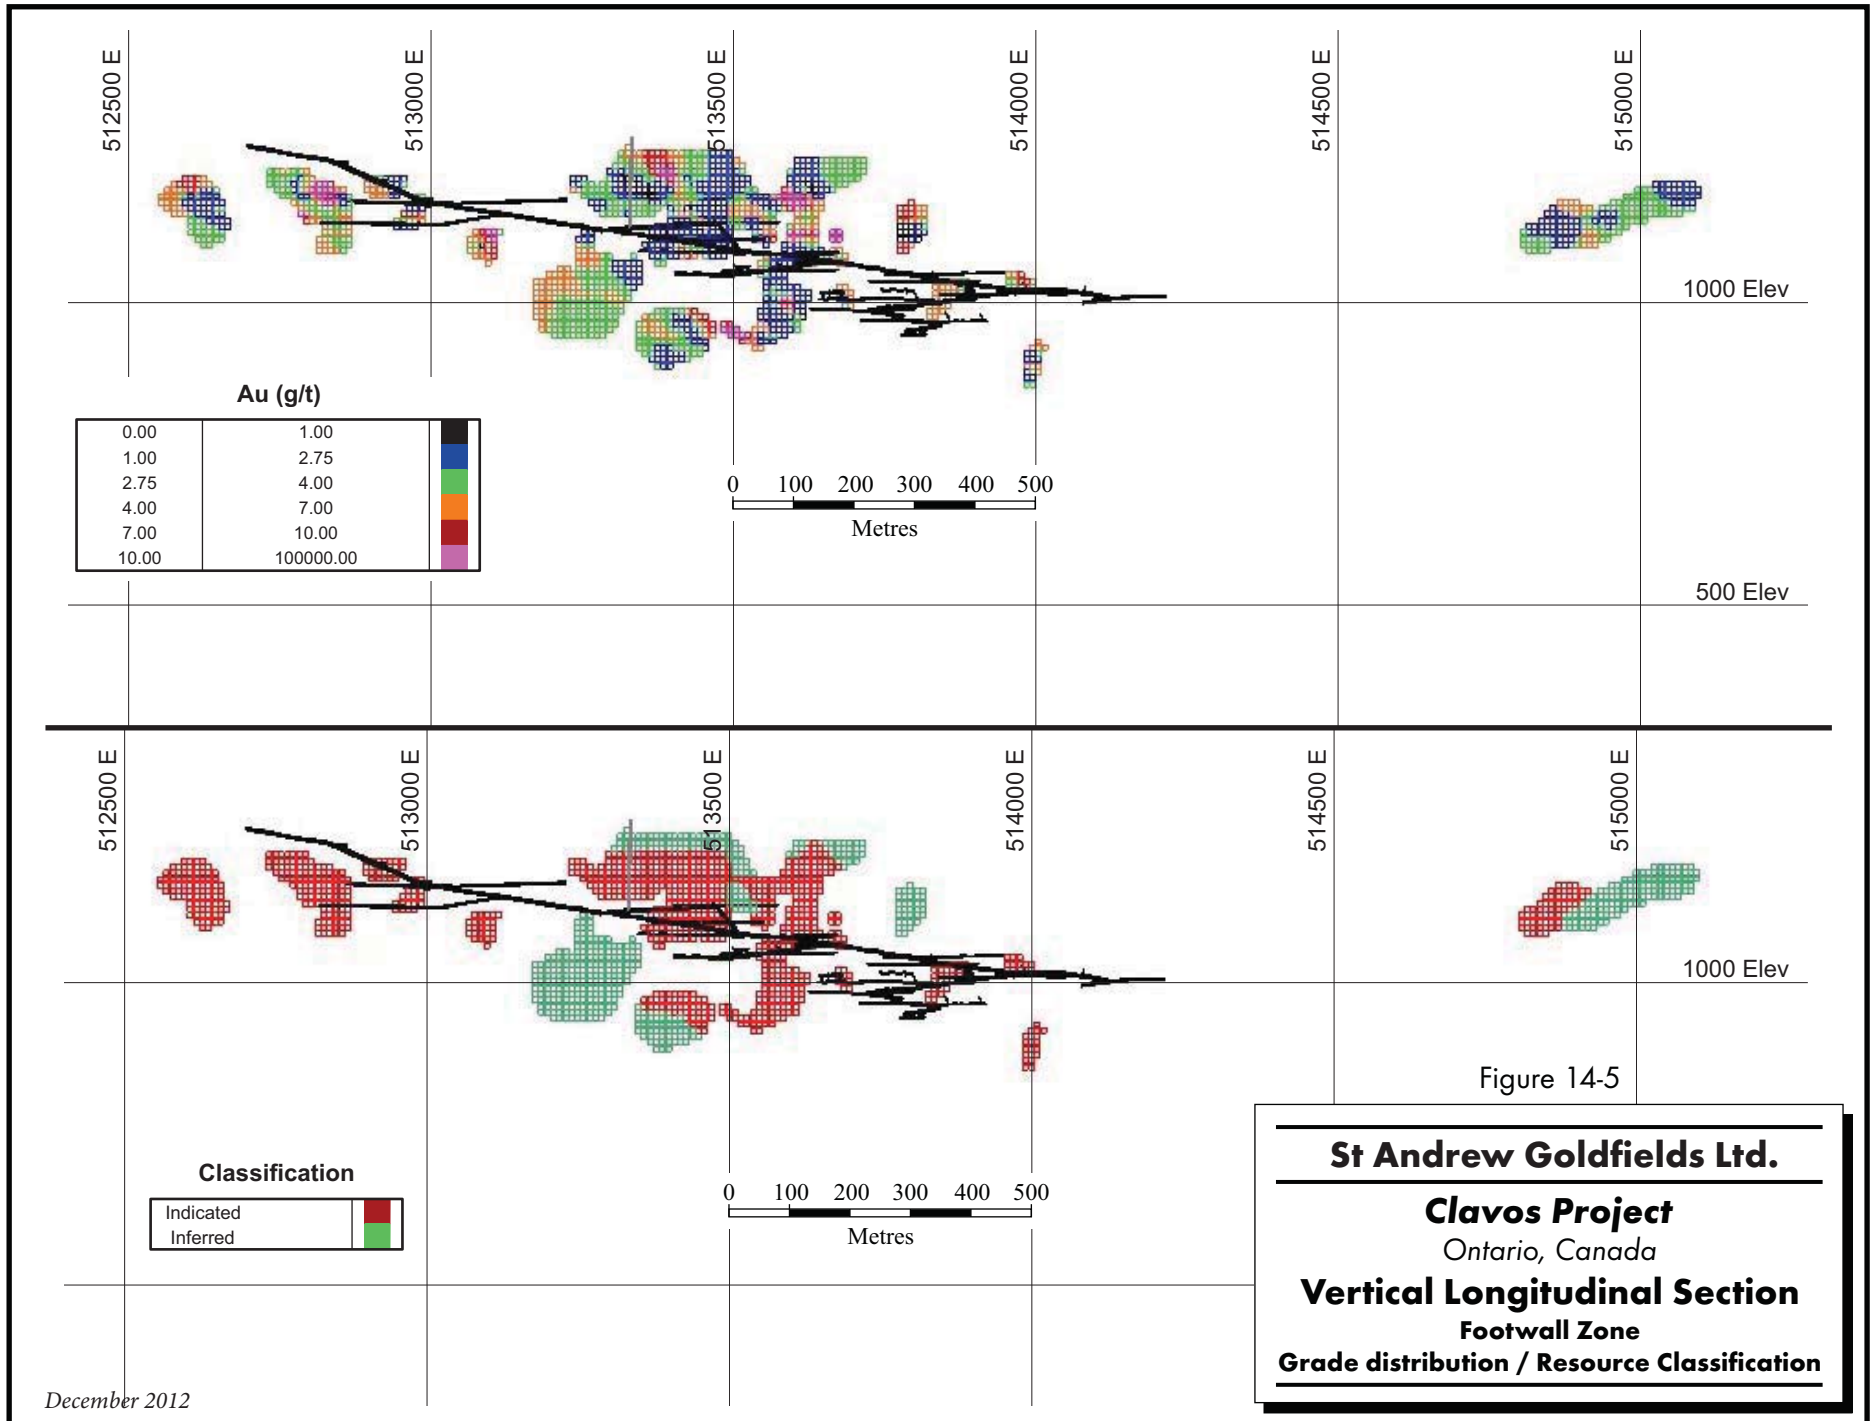 512500 E
513000 E
513500 E
514000 E
514500 E
515000 E
1000 Elev
Au (g/t)
0.00 1.00
1.00 2.75
2.75 4.00
4.00 7.00
7.00 10.00
10.00 100000.00
0 100 200 300 400 500
Metres
500 Elev
512500 E
513000 E
513500 E
514000 E
514500 E
515000 E
1000 Elev
Figure 14-5
Classification
Indicated
Inferred
0 100 200 300 400 500
Metres
St Andrew Goldfields Ltd.
Clavos Project
Ontario, Canada
Vertical Longitudinal Section
Footwall Zone
Grade distribution / Resource Classification
December 2012